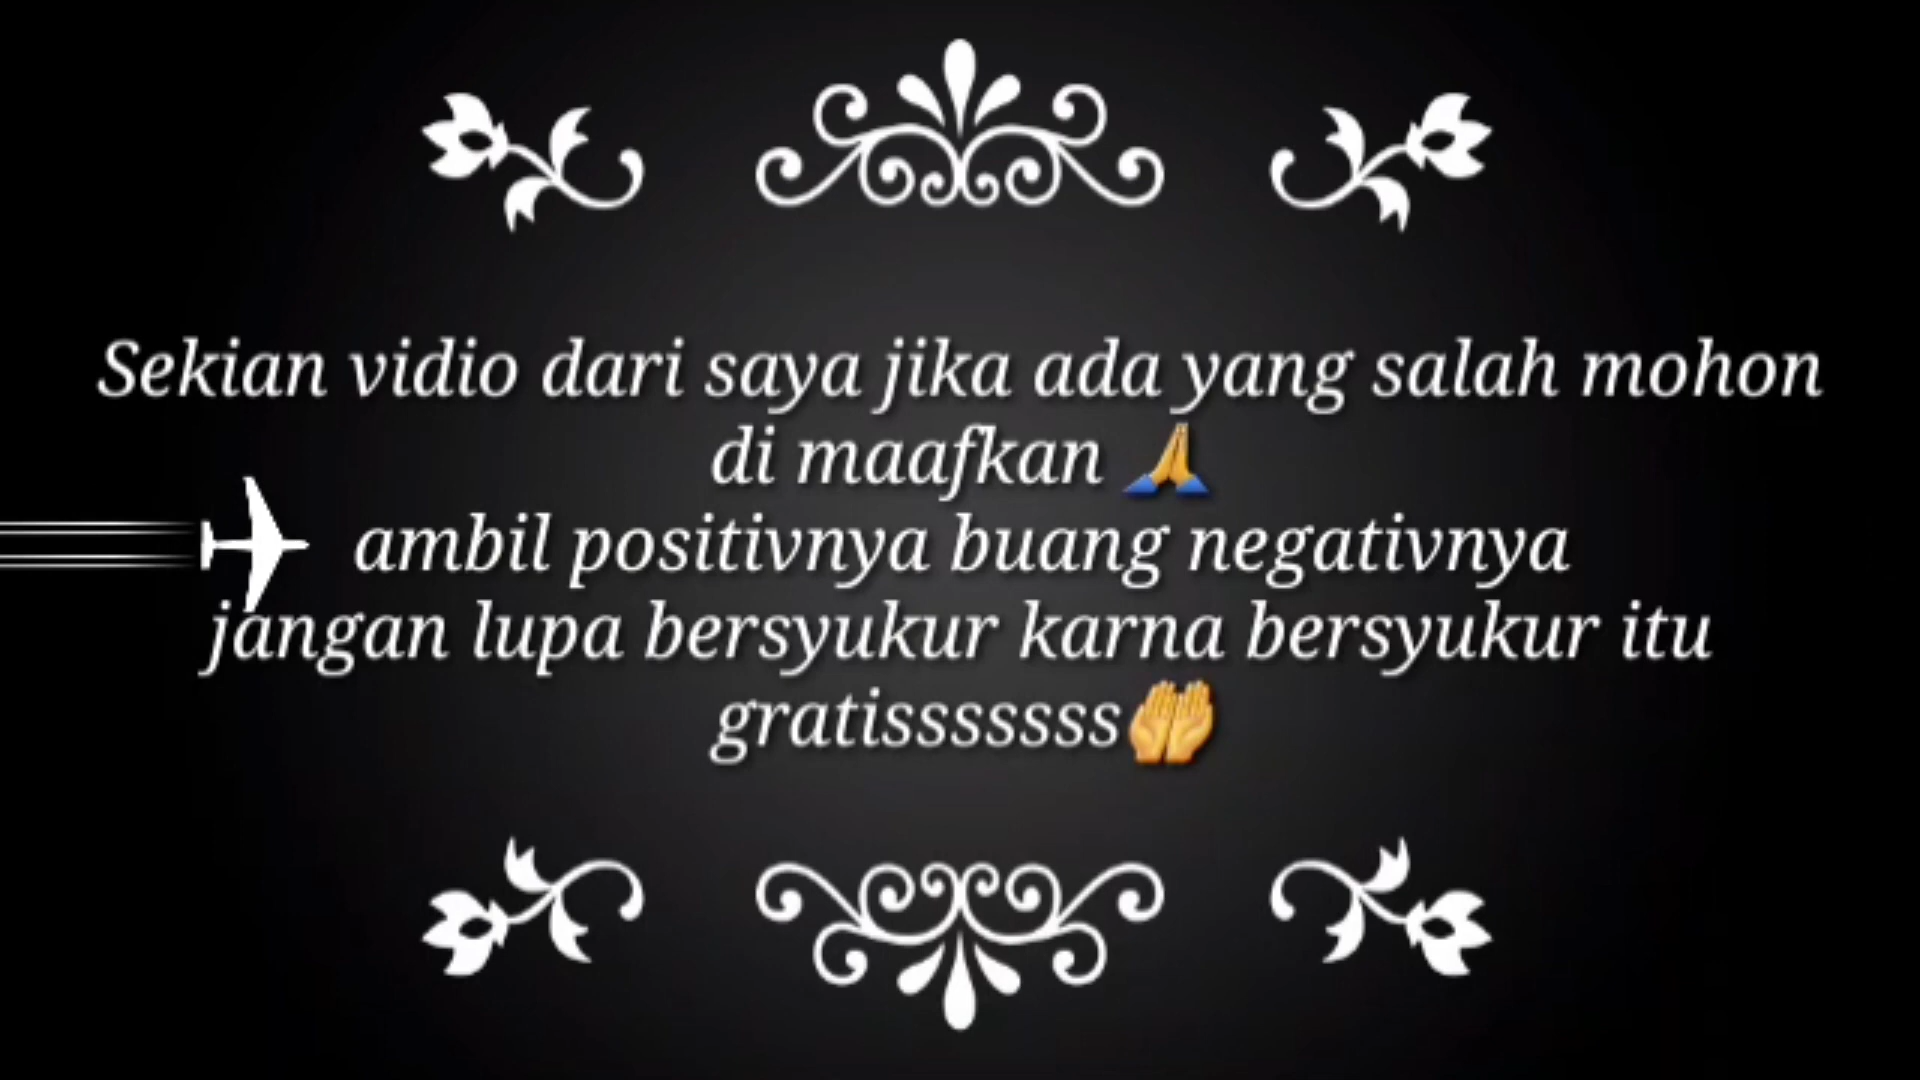 Sekian vidio dari saya jika ada yang salah mohon
di maafkan 🙏
ambil positivnya buang negativnya
jangan lupa bersyukur karna bersyukur itu
gratisssssss🤲